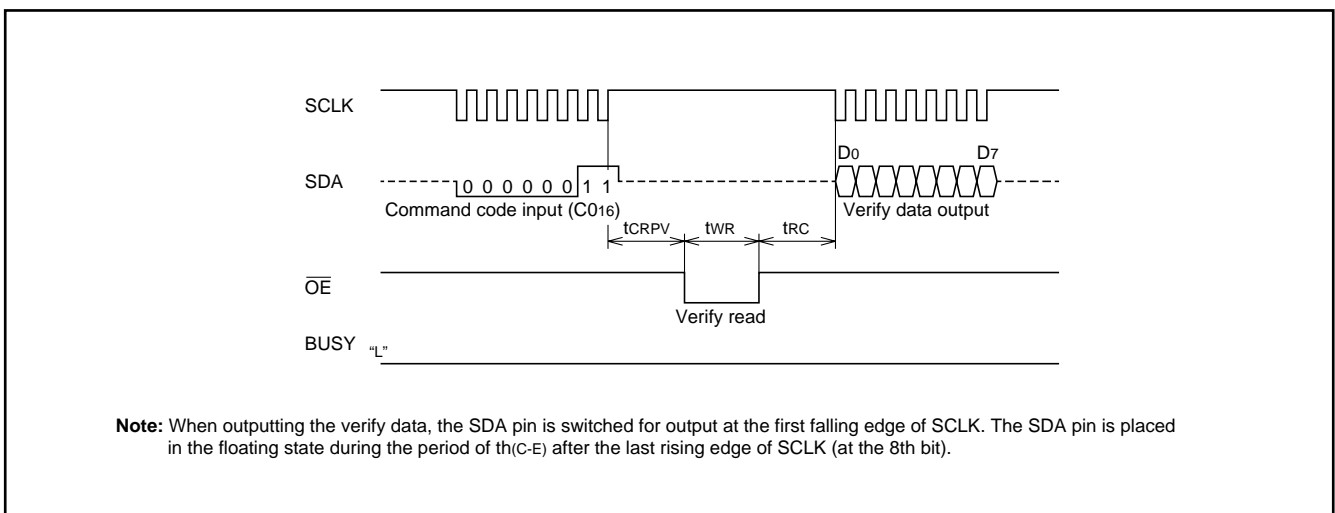 SCLK
D0 D7
SDA
0 0 0 0 0 0 1 1
Command code input (C016)
Verify data output
tCRPV tWR tRC
OE
Verify read
BUSY “L”
Note: When outputting the verify data, the SDA pin is switched for output at the first falling edge of SCLK. The SDA pin is placed
in the floating state during the period of th(C-E) after the last rising edge of SCLK (at the 8th bit).